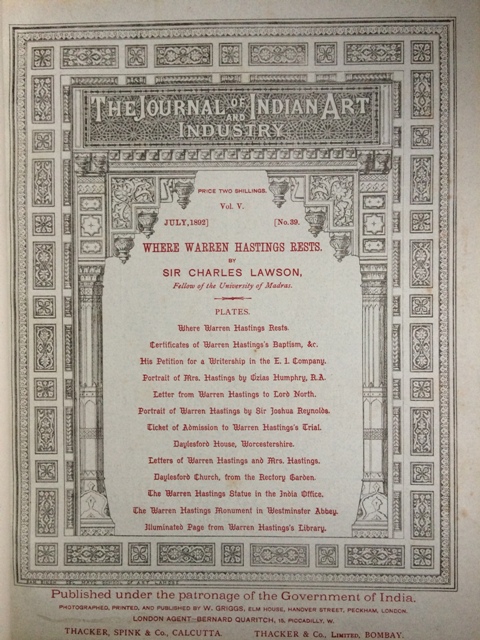 THE JOURNAL OF INDIAN ART
AND
INDUSTRY
PRICE TWO SHILLINGS.
Vol. V.
JULY, 1892] [No. 39.
WHERE WARREN HASTINGS RESTS.
BY
SIR CHARLES LAWSON,
Fellow of the University of Madras.
PLATES.
Where Warren Hastings Rests.
Certificates of Warren Hastings's Baptism, &c.
His Petition for a Writership in the E. I. Company.
Portrait of Mrs. Hastings by Ozias Humphry, R.A.
Letter from Warren Hastings to Lord North.
Portrait of Warren Hastings by Sir Joshua Reynolds.
Ticket of Admission to Warren Hastings's Trial.
Daylesford House, Worcestershire.
Letters of Warren Hastings and Mrs. Hastings.
Daylesford Church, from the Rectory Garden.
The Warren Hastings Statue in the India Office.
The Warren Hastings Monument in Westminster Abbey.
Illuminated Page from Warren Hastings's Library.
Published under the patronage of the Government of India.
PHOTOGRAPHED, PRINTED, AND PUBLISHED BY W. GRIGGS, ELM HOUSE, HANOVER STREET, PECKHAM, LONDON.
LONDON AGENT: BERNARD QUARITCH, 15, PICCADILLY, W.
THACKER, SPINK & Co., CALCUTTA. THACKER & Co., LIMITED, BOMBAY.